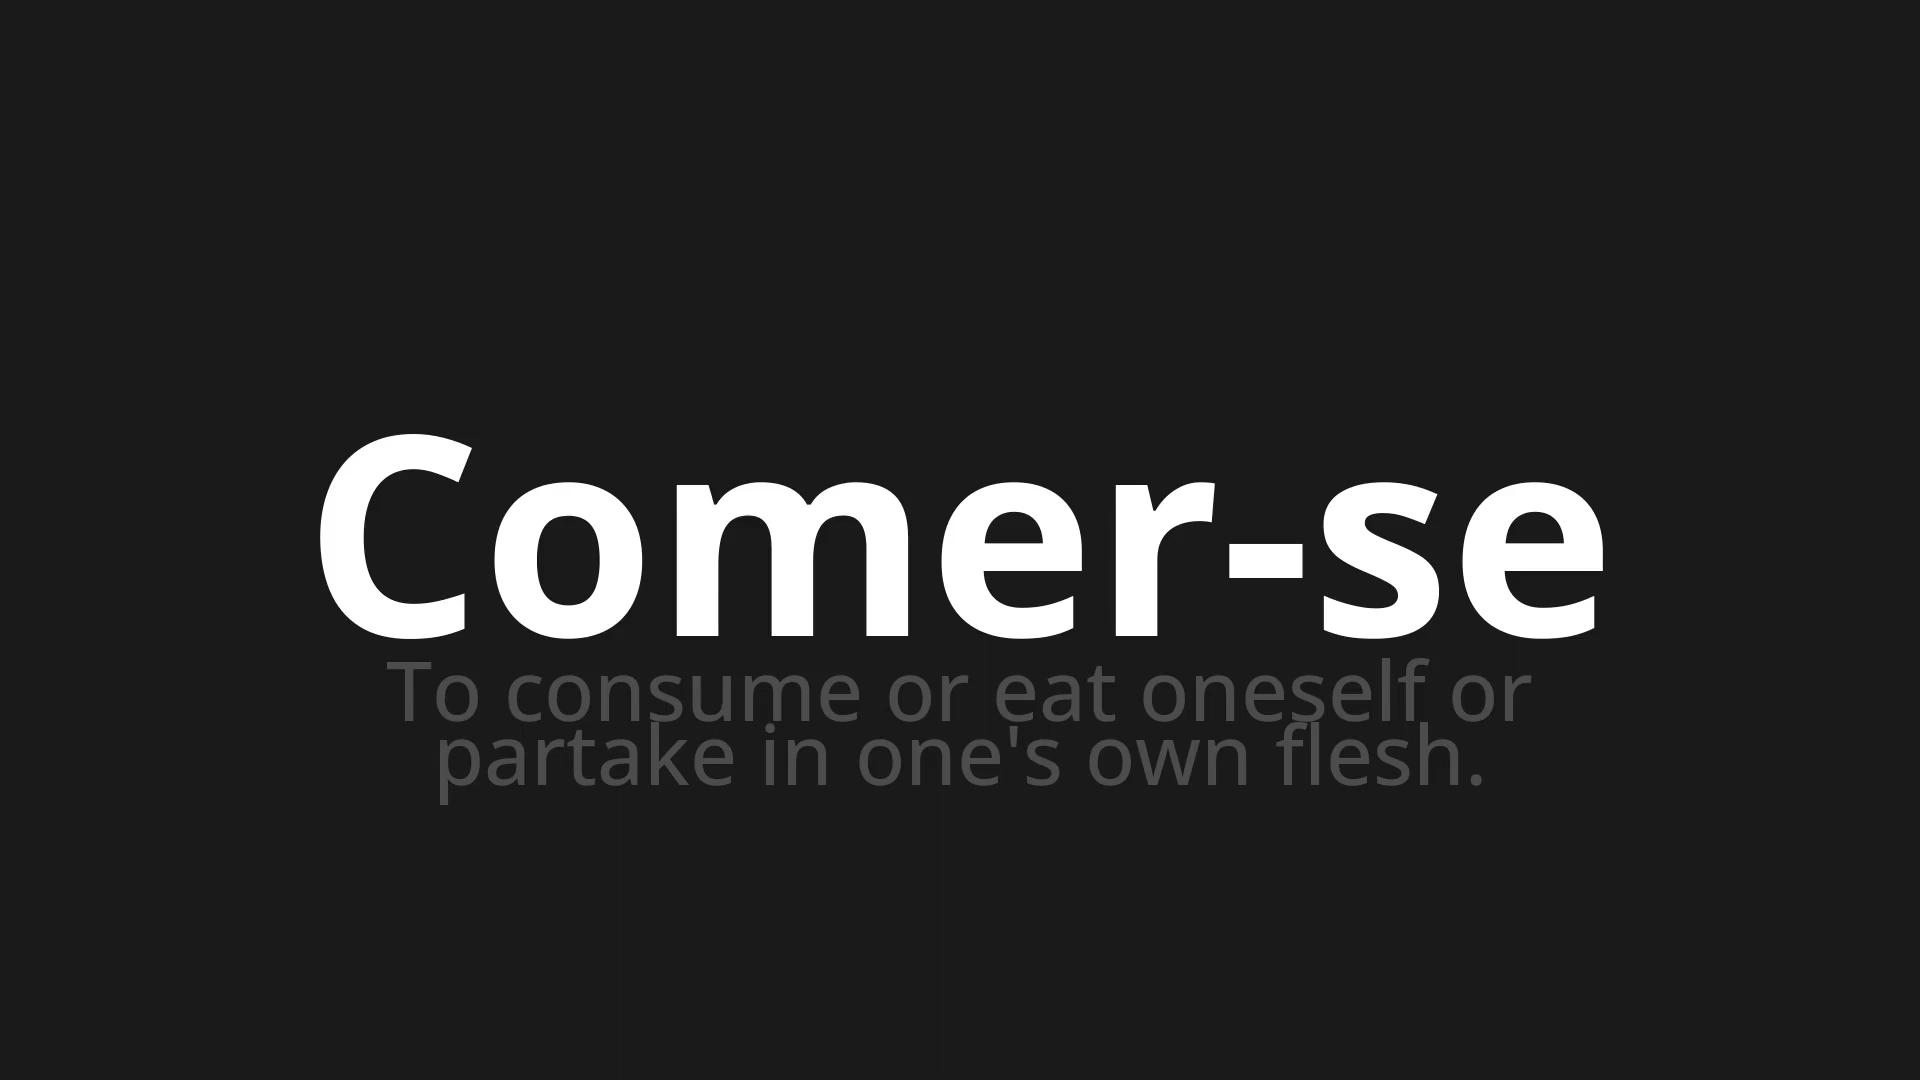 Comer-se
To consume or eat oneself or
partake in one's own flesh.